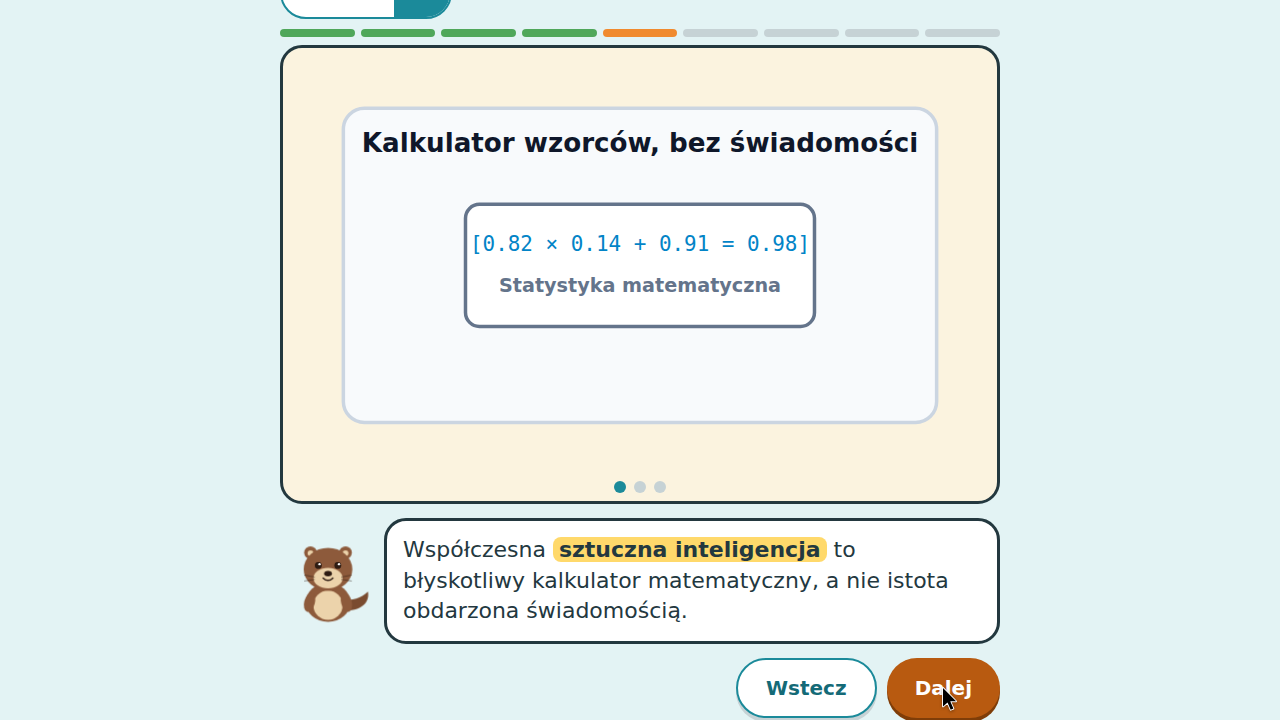 Kalkulator wzorców, bez świadomości
[0.82 × 0.14 + 0.91 = 0.98]
Statystyka matematyczna
Współczesna sztuczna inteligencja to
błyskotliwy kalkulator matematyczny, a nie istota
obdarzona świadomością.
Wstecz
Dalej